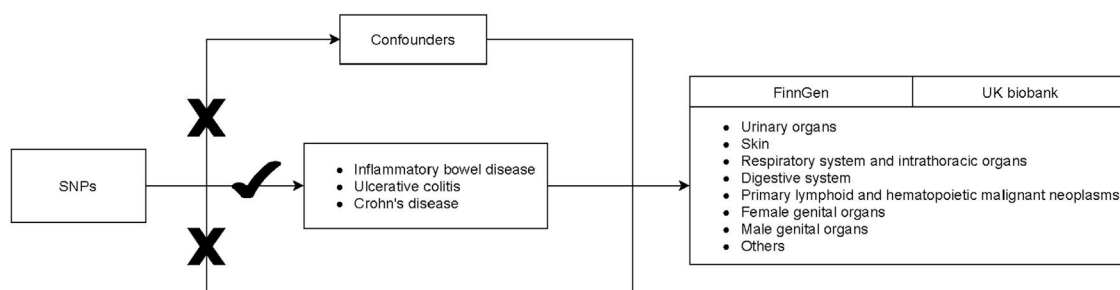 Confounders
FinnGen
UK biobank
SNPs
• Inflammatory bowel disease
• Ulcerative colitis
• Crohn's disease
• Urinary organs
• Skin
• Respiratory system and intrathoracic organs
• Digestive system
• Primary lymphoid and hematopoietic malignant neoplasms
• Female genital organs
• Male genital organs
• Others